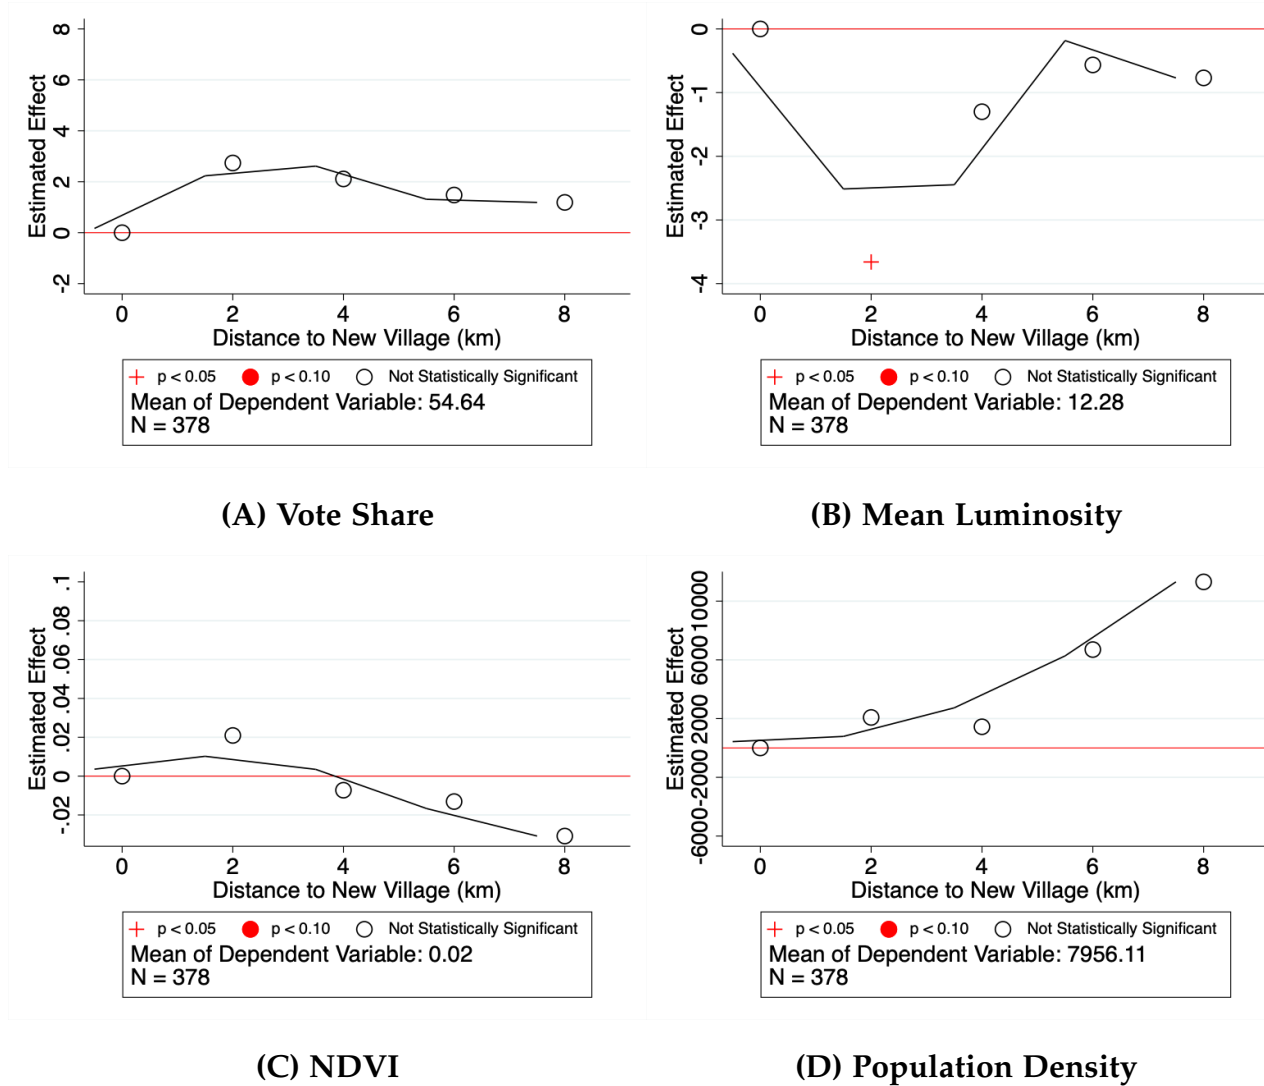 8
6
4
2
0
-2
Estimated Effect
0 2 4 6 8
Distance to New Village (km)
p < 0.05 p < 0.10 Not Statistically Significant
Mean of Dependent Variable: 54.64
N = 378
(A) Vote Share
0
-1
-2
-3
-4
Estimated Effect
0 2 4 6 8
Distance to New Village (km)
p < 0.05 p < 0.10 Not Statistically Significant
Mean of Dependent Variable: 12.28
N = 378
(B) Mean Luminosity
.1
.08
.06
.04
.02
0
-.02
Estimated Effect
0 2 4 6 8
Distance to New Village (km)
p < 0.05 p < 0.10 Not Statistically Significant
Mean of Dependent Variable: 0.02
N = 378
(C) NDVI
10000
6000
2000
-2000
-6000
Estimated Effect
0 2 4 6 8
Distance to New Village (km)
p < 0.05 p < 0.10 Not Statistically Significant
Mean of Dependent Variable: 7956.11
N = 378
(D) Population Density